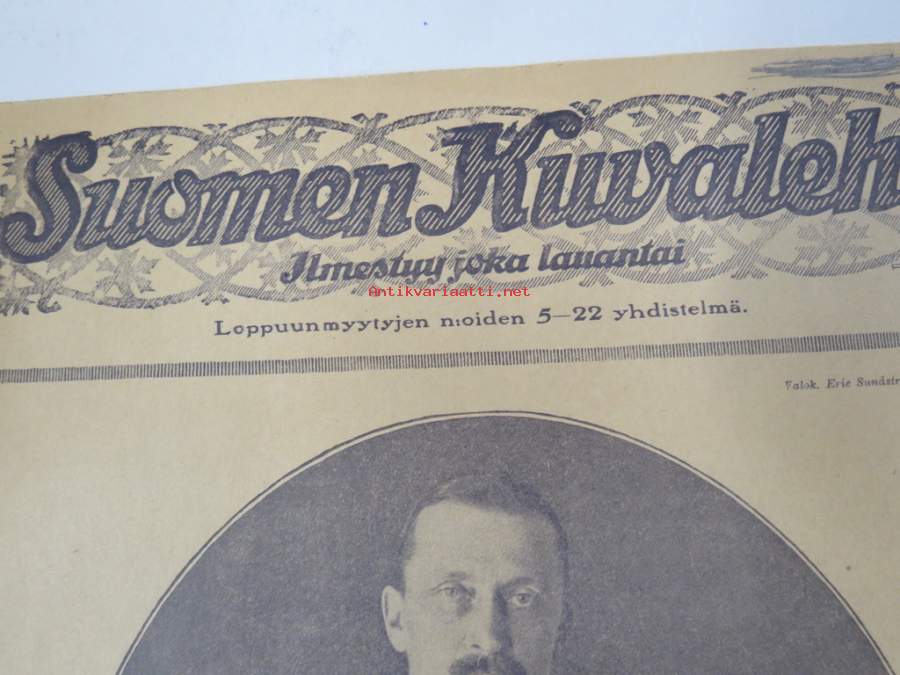 Suomen Kuvaleh
Ilmestyy joka lauantai
Antikvariaatti.net
Loppuunmyytyjen n:oiden 5—22 yhdistelmä.
Valok. Eric Sundstr